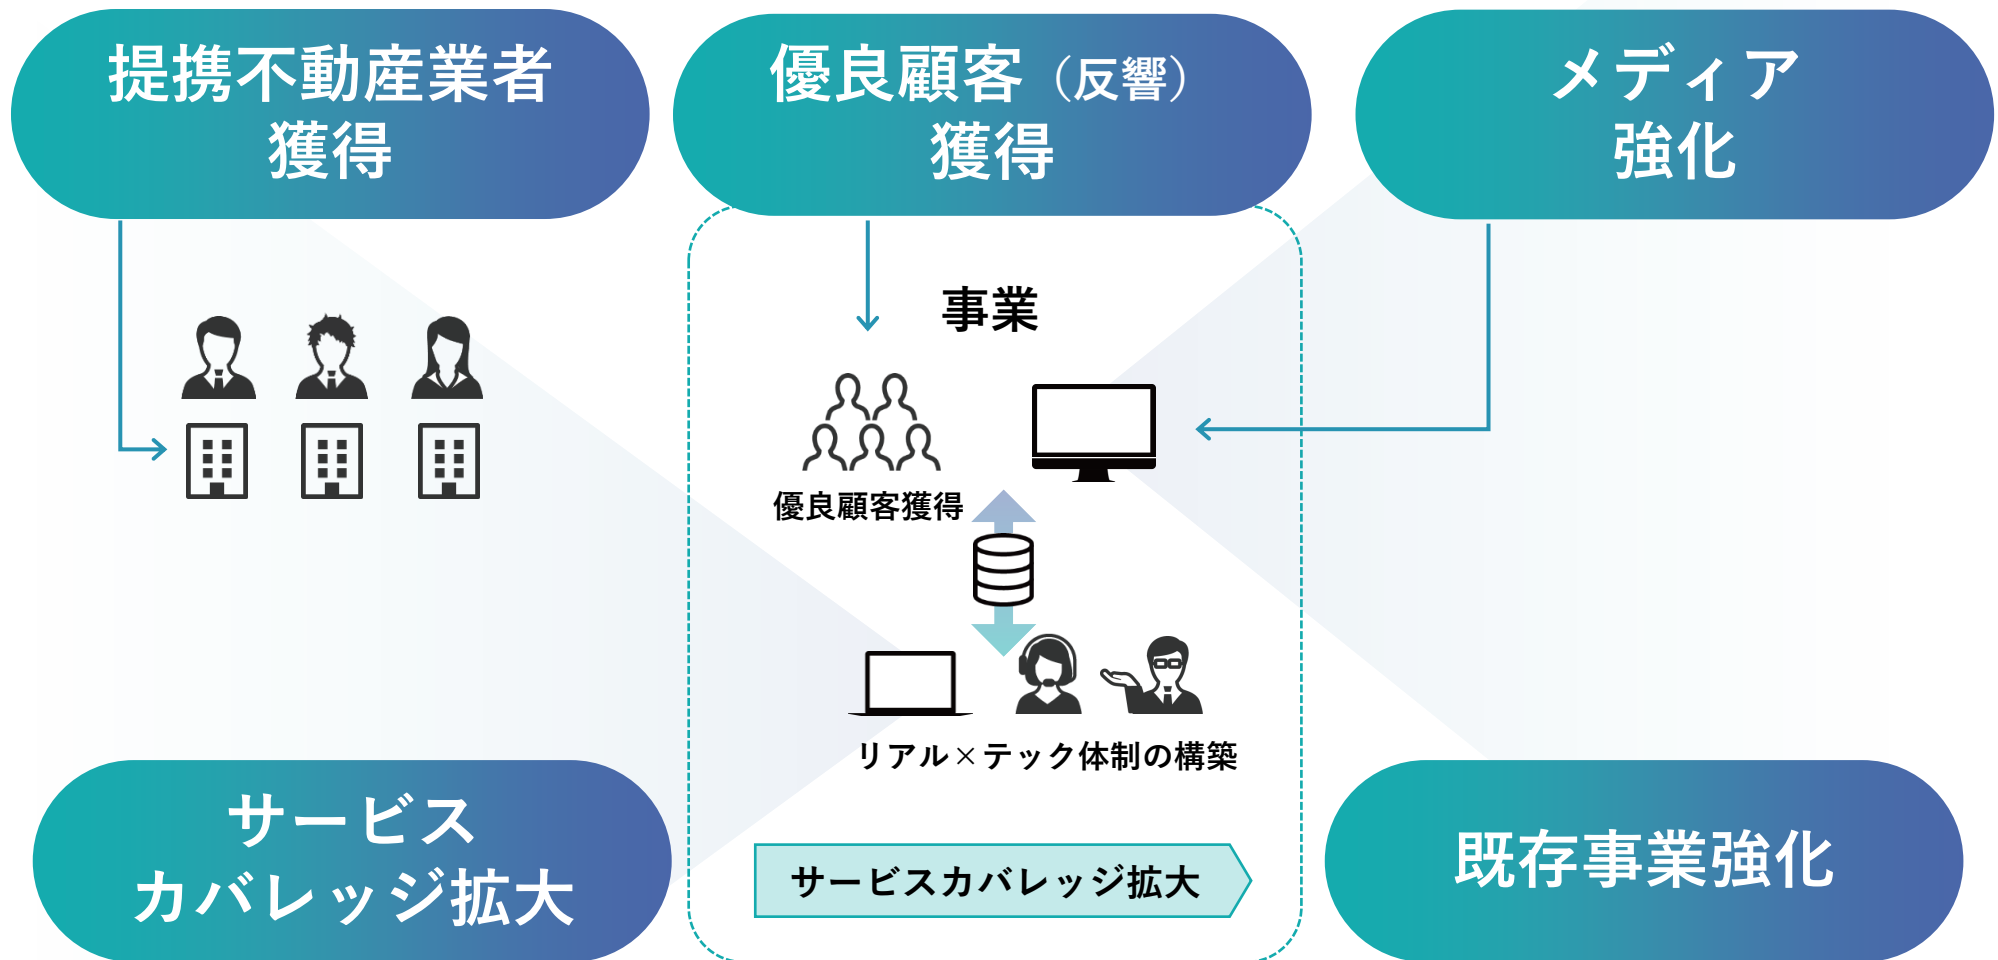 提携不動産業者
獲得
優良顧客（反響）
獲得
メディア
強化
事業
優良顧客獲得
リアル×テック体制の構築
サービスカバレッジ拡大
サービス
カバレッジ拡大
既存事業強化